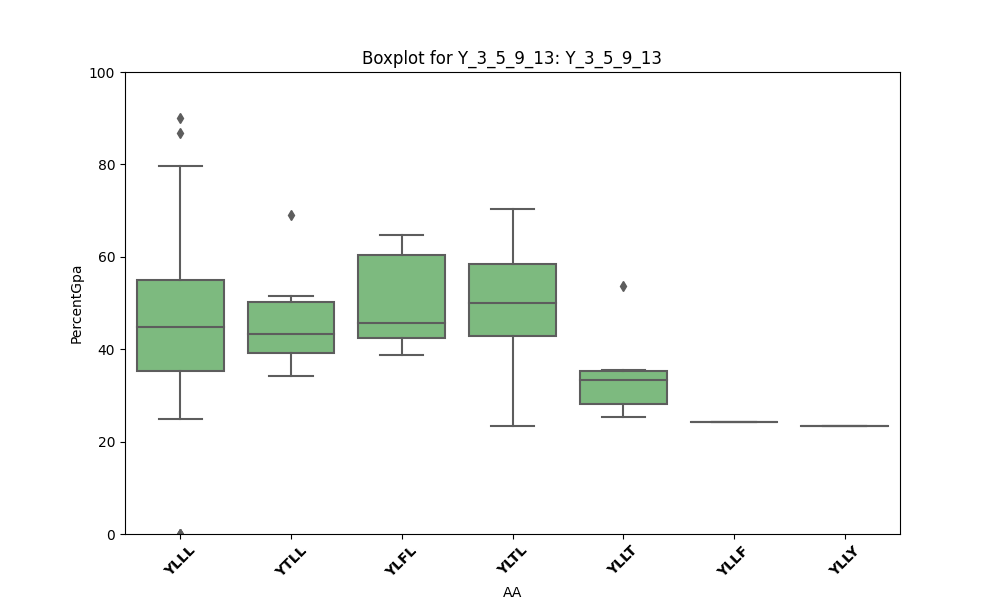 Boxplot for Y_3_5_9_13: Y_3_5_9_13
100
80
60
40
20
0
PercentGpa
YLLL
YTLL
YLFL
YLTL
YLLT
YLLF
YLLY
AA